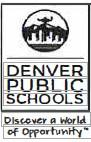 DENVER
PUBLIC
SCHOOLS
Discover a World
of Opportunity™